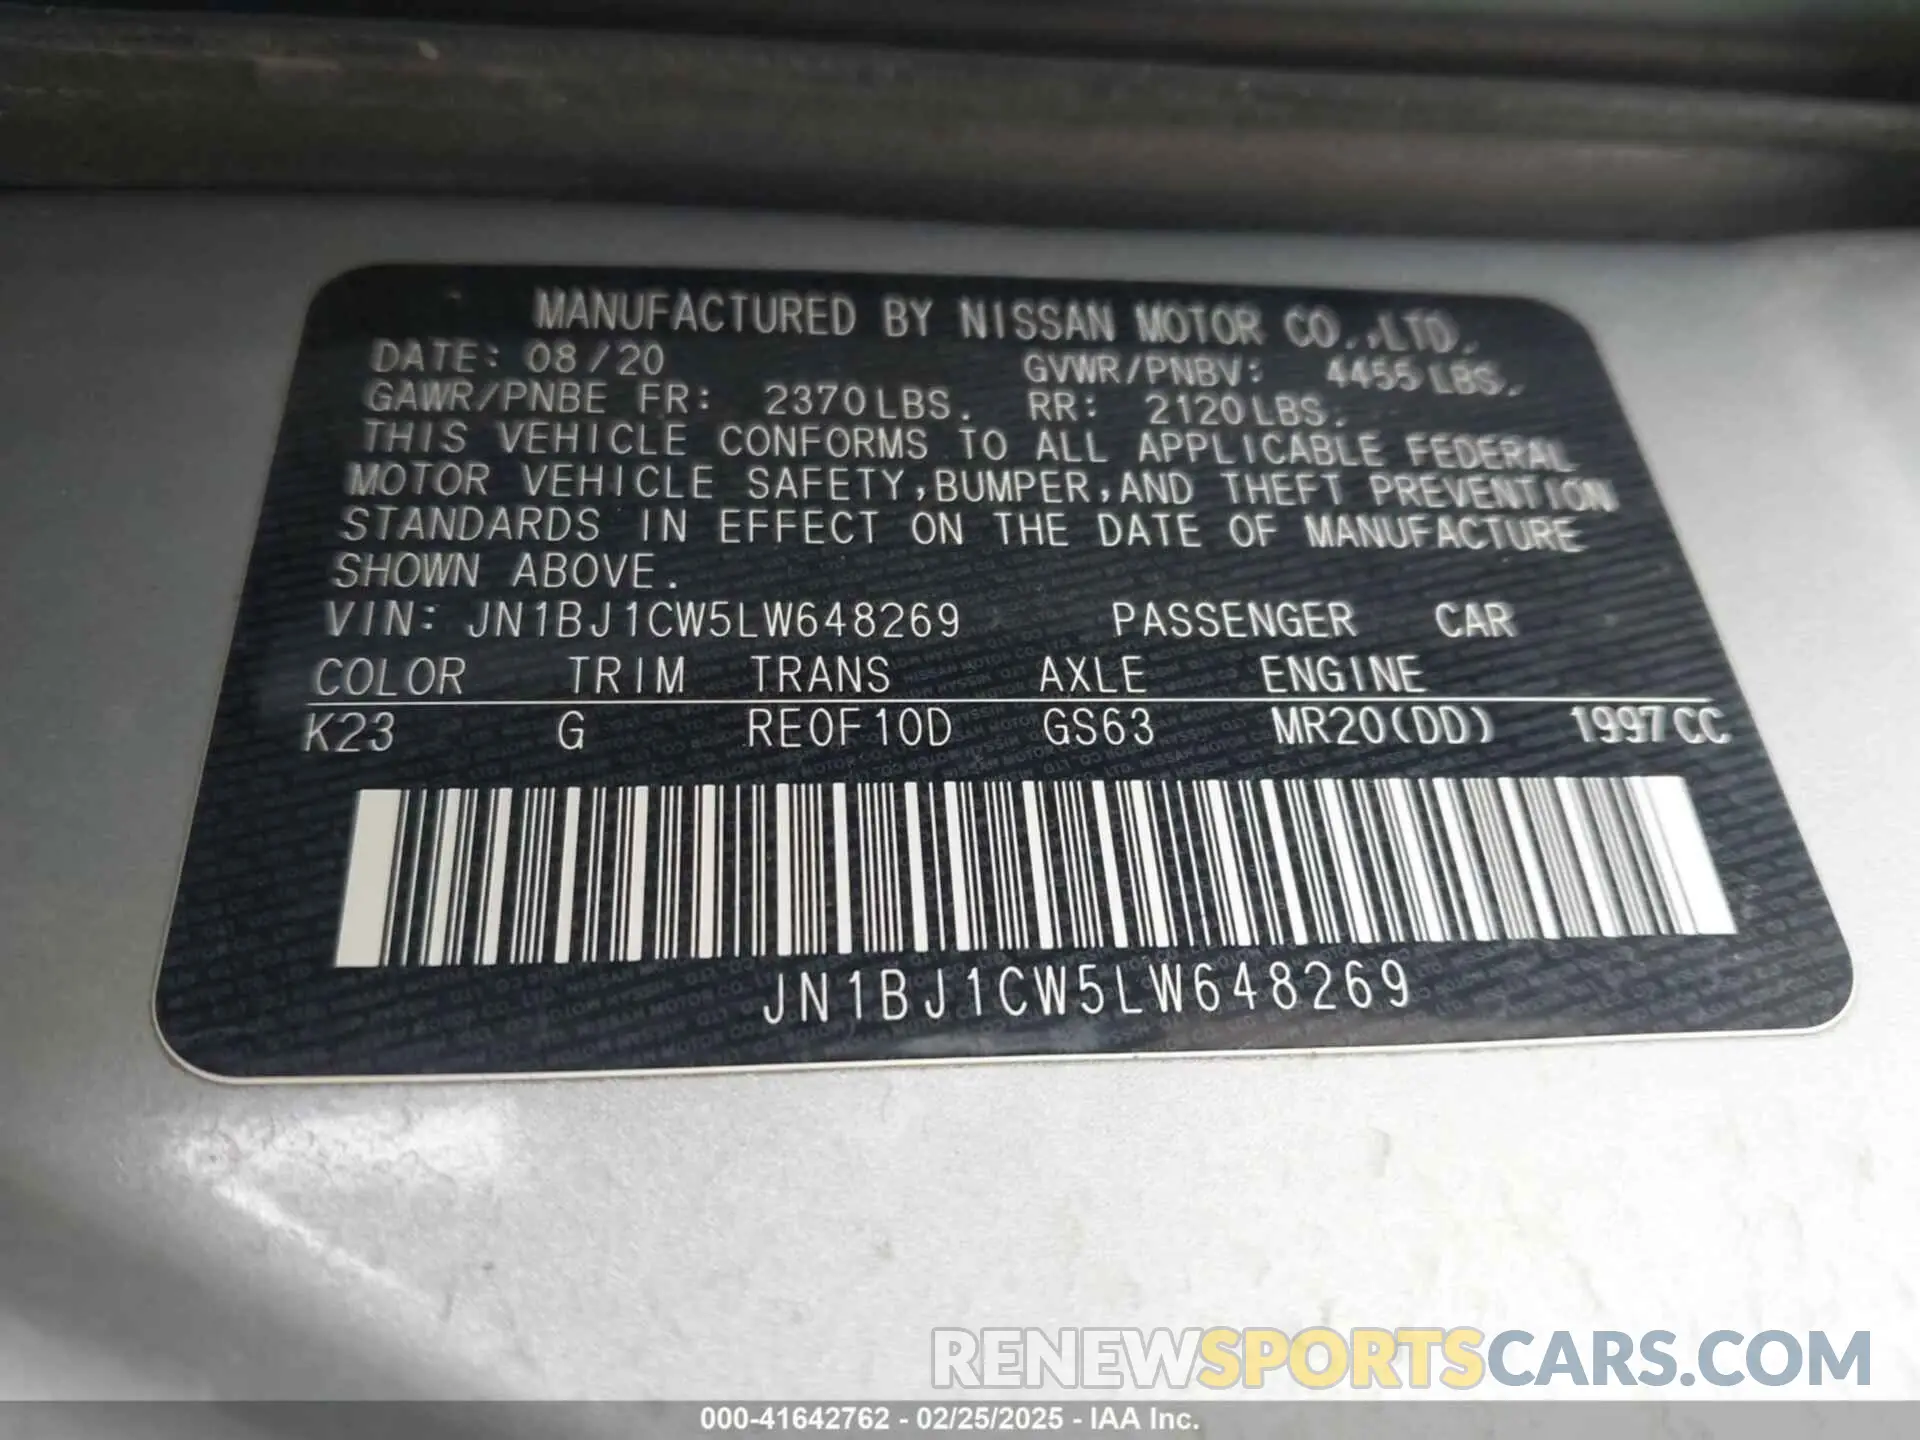 MANUFACTURED BY NISSAN MOTOR CO.,LTD.
DATE: 08/20 GVWR/PNBV: 4455 LBS.
GAWR/PNBE FR: 2370LBS. RR: 2120LBS.
THIS VEHICLE CONFORMS TO ALL APPLICABLE FEDERAL
MOTOR VEHICLE SAFETY,BUMPER,AND THEFT PREVENTION
STANDARDS IN EFFECT ON THE DATE OF MANUFACTURE
SHOWN ABOVE.
VIN: JN1BJ1CW5LW648269 PASSENGER CAR
COLOR TRIM TRANS AXLE ENGINE
K23 G RE0F10D GS63 MR20(DD) 1997CC
JN1BJ1CW5LW648269
RENEWSPORTSCARS.COM
000-41642762 - 02/25/2025 - IAA Inc.